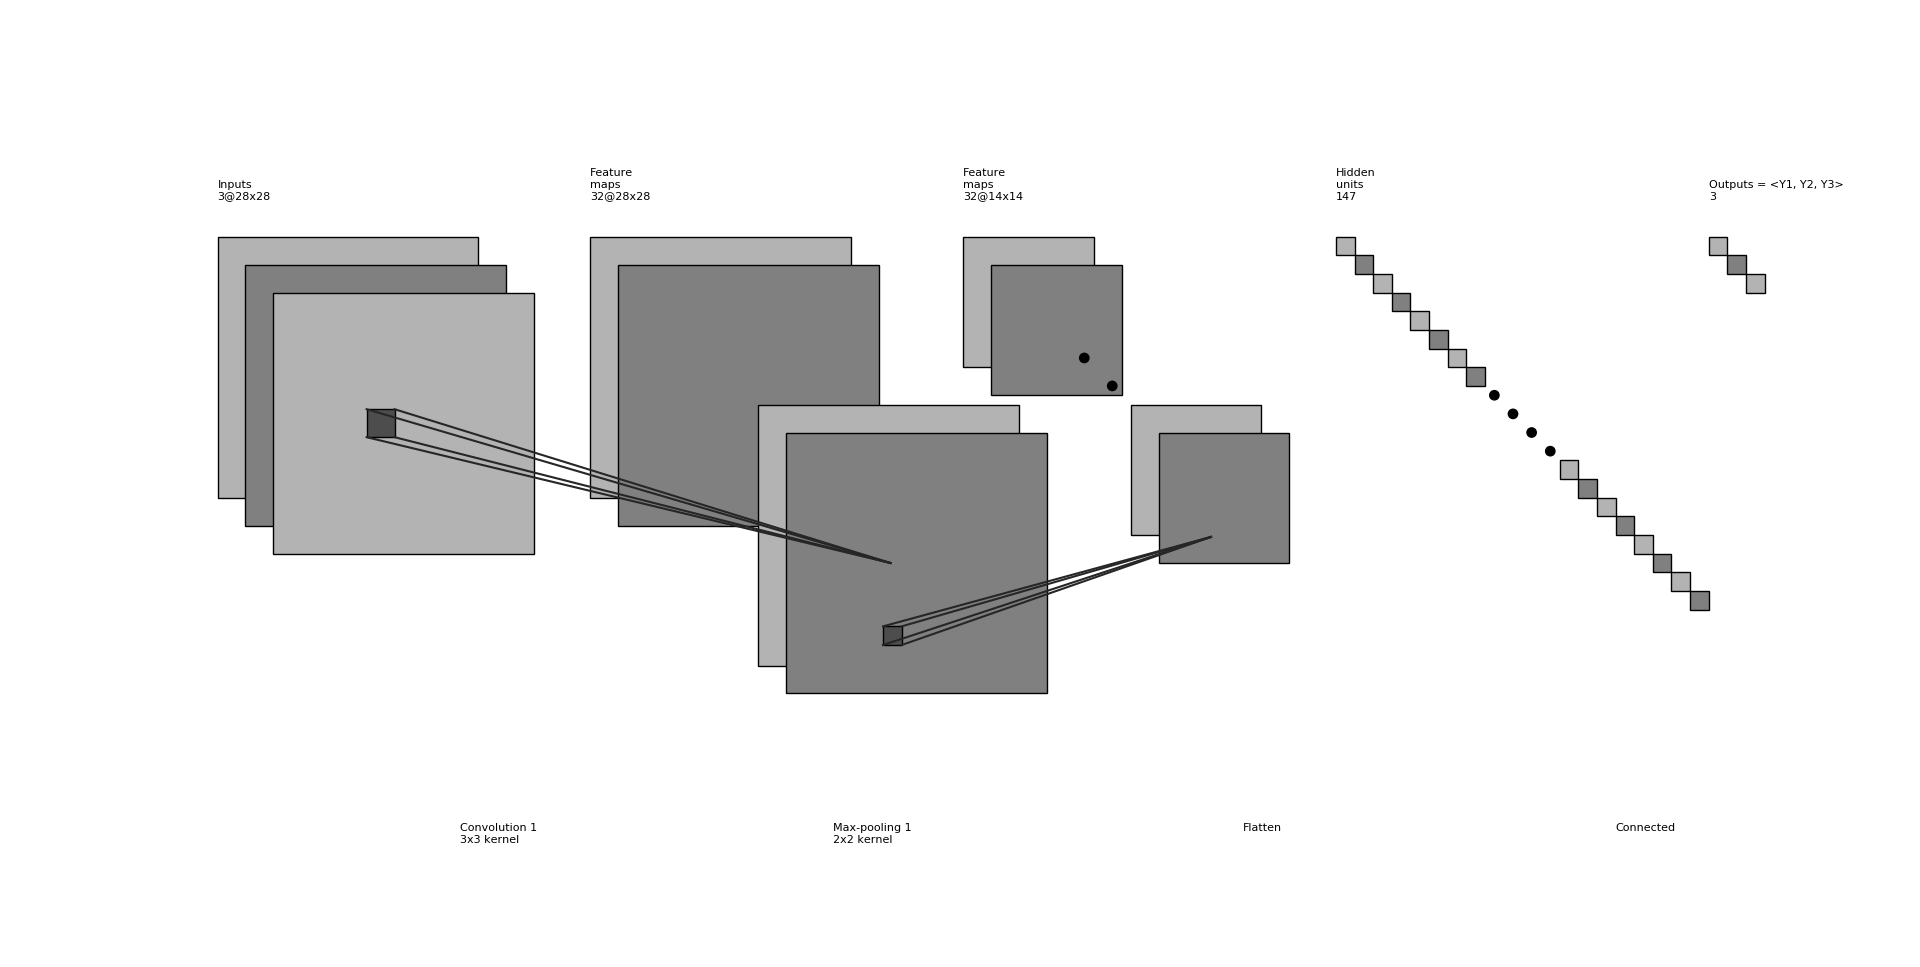 Inputs
3@28x28
Feature
maps
32@28x28
Feature
maps
32@14x14
Hidden
units
147
Outputs = <Y1, Y2, Y3>
3
Convolution 1
3x3 kernel
Max-pooling 1
2x2 kernel
Flatten
Connected